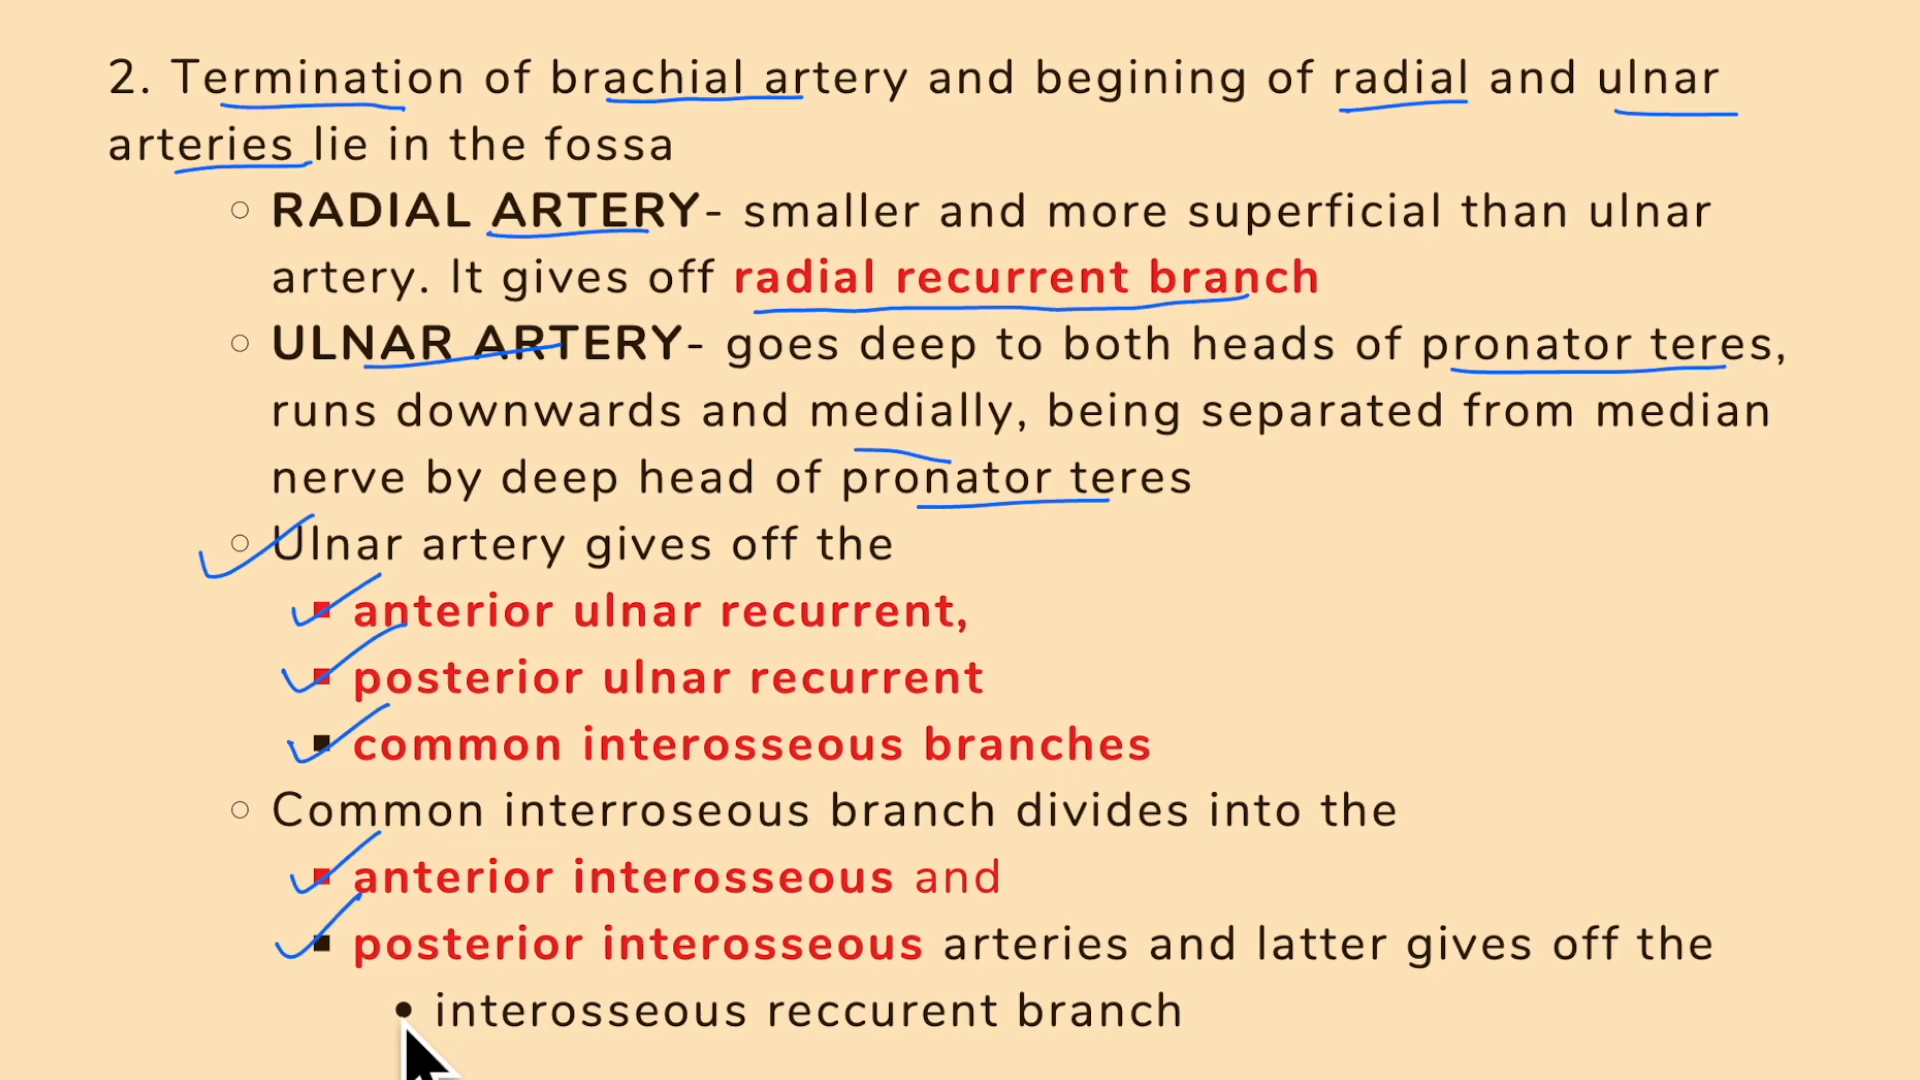 2. Termination of brachial artery and begining of radial and ulnar
arteries lie in the fossa
RADIAL ARTERY- smaller and more superficial than ulnar
artery. It gives off radial recurrent branch
ULNAR ARTERY- goes deep to both heads of pronator teres,
runs downwards and medially, being separated from median
nerve by deep head of pronator teres
Ulnar artery gives off the
anterior ulnar recurrent,
posterior ulnar recurrent
common interosseous branches
Common interroseous branch divides into the
anterior interosseous and
posterior interosseous arteries and latter gives off the
interosseous reccurent branch